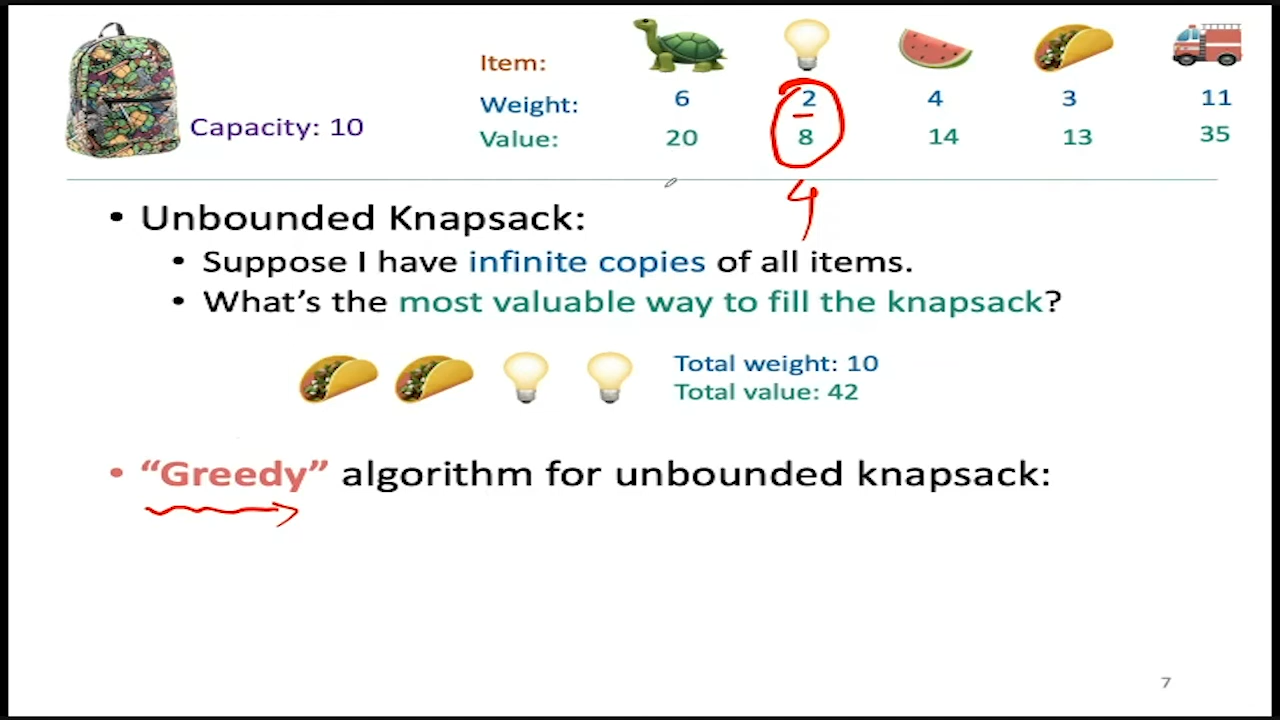 Item:
Weight: 6 2 4 3 11
Capacity: 10
Value: 20 8 14 13 35
4
• Unbounded Knapsack:
• Suppose I have infinite copies of all items.
• What's the most valuable way to fill the knapsack?
Total weight: 10
Total value: 42
• “Greedy” algorithm for unbounded knapsack:
7